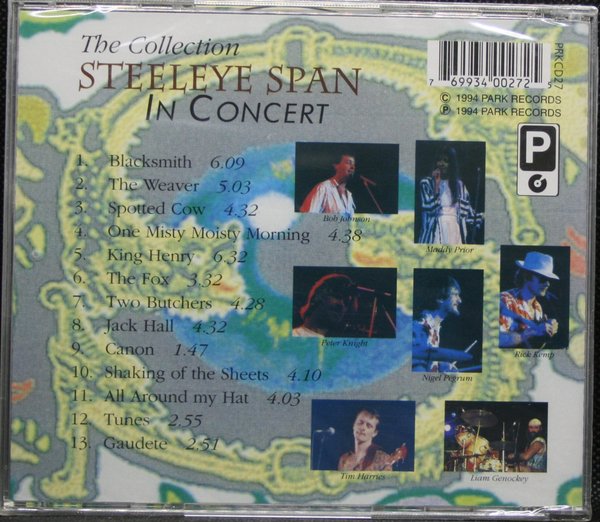 The Collection
STEELEYE SPAN
IN CONCERT
7 69934 00272 5
PRKCD27
© 1994 PARK RECORDS
℗ 1994 PARK RECORDS
P
1. Blacksmith 6.09
2. The Weaver 5.03
3. Spotted Cow 4.32
4. One Misty Moisty Morning 4.38
5. King Henry 6.32
6. The Fox 3.32
7. Two Butchers 4.28
8. Jack Hall 4.32
9. Canon 1.47
10. Shaking of the Sheets 4.10
11. All Around my Hat 4.03
12. Tunes 2.55
13. Gaudete 2.51
Bob Johnson
Maddy Prior
Peter Knight
Nigel Pegrum
Rick Kemp
Tim Harries
Liam Genockey